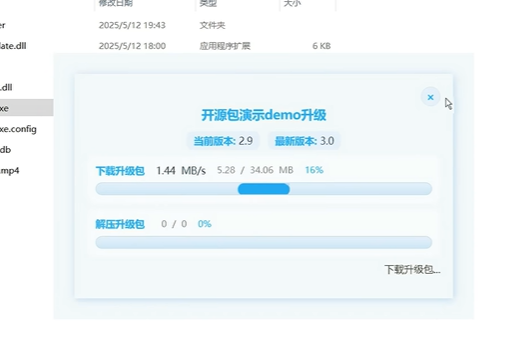 修改日期 类型 大小
er 2025/5/12 19:43 文件夹
late.dll 2025/5/12 18:00 应用程序扩展 6 KB
.dll
xe
xe.config
db
.mp4
×
开源包演示demo升级
当前版本: 2.9 最新版本: 3.0
下载升级包 1.44 MB/s 5.28 / 34.06 MB 16%
解压升级包 0 / 0 0%
下载升级包...